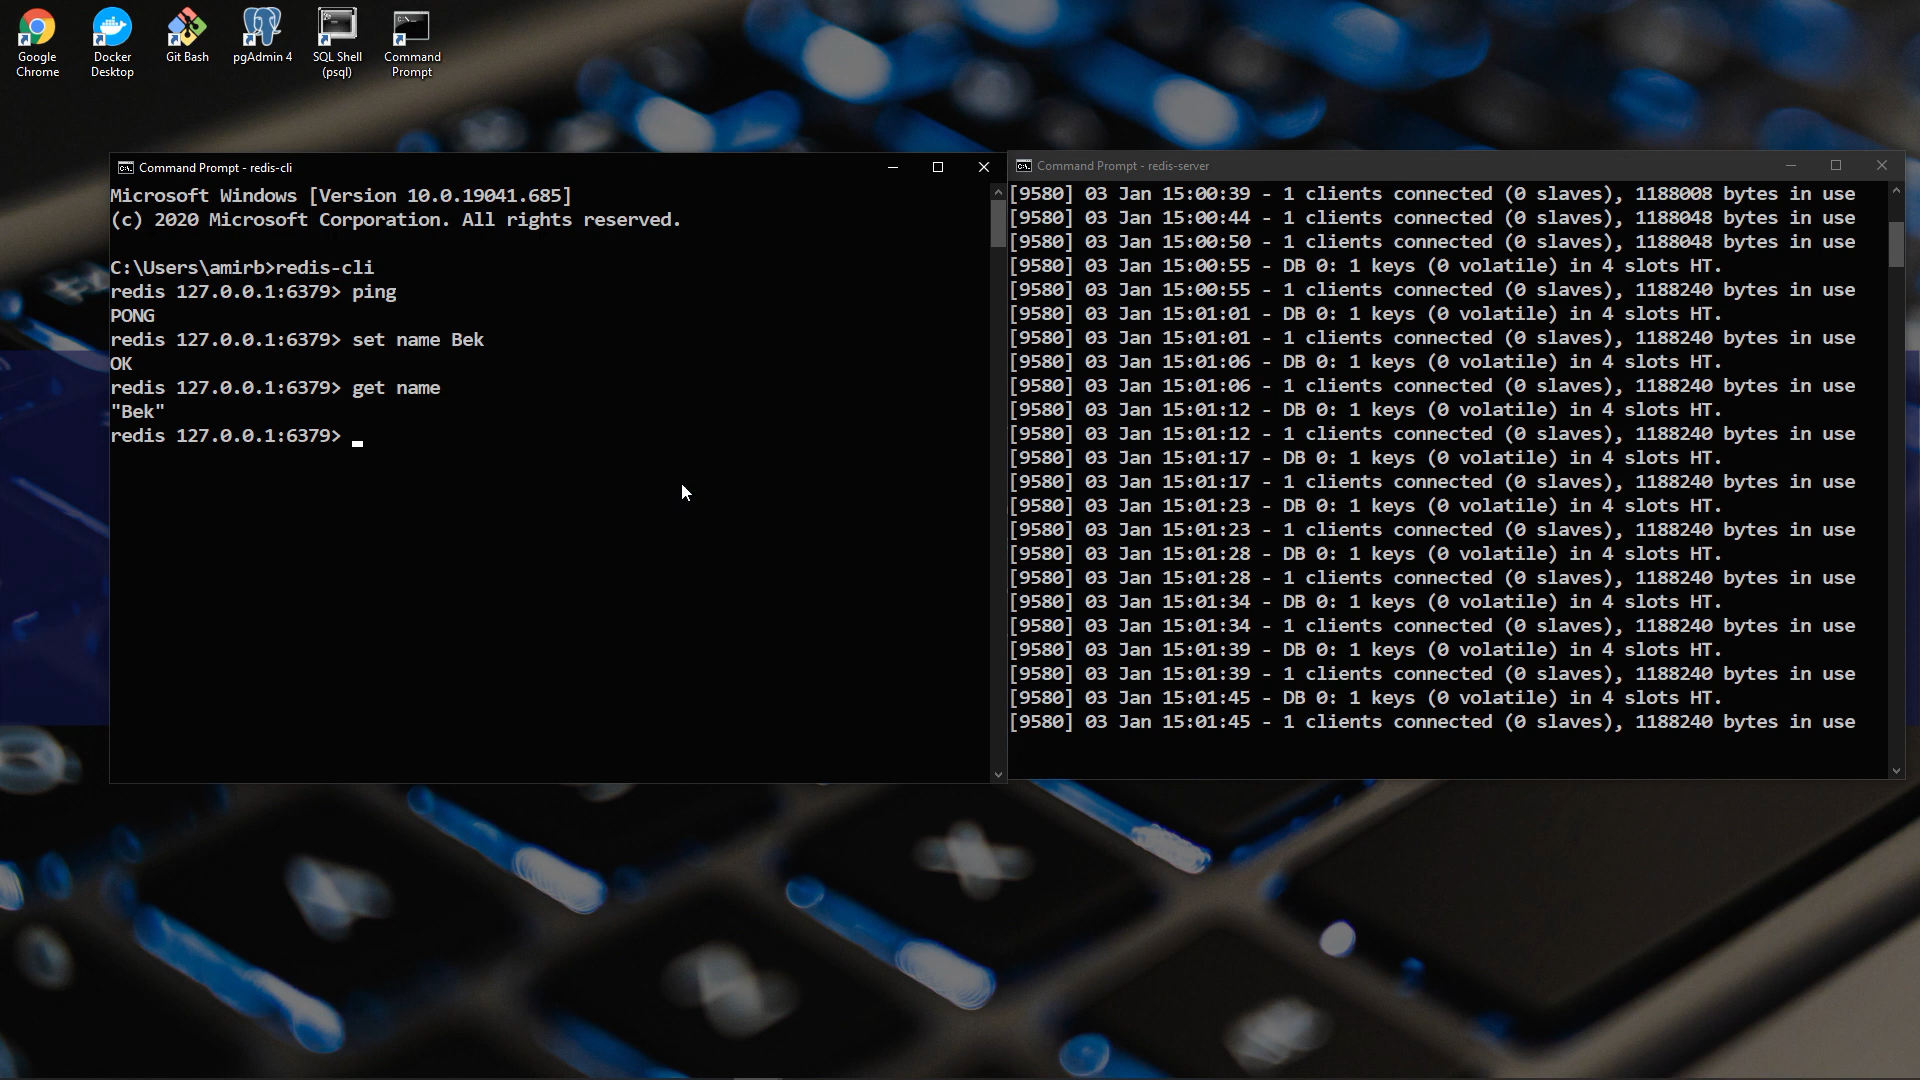 Google Chrome
Docker Desktop
Git Bash
pgAdmin 4
SQL Shell (psql)
Command Prompt
Command Prompt - redis-cli
Microsoft Windows [Version 10.0.19041.685]
(c) 2020 Microsoft Corporation. All rights reserved.
C:\Users\amirb>redis-cli
redis 127.0.0.1:6379> ping
PONG
redis 127.0.0.1:6379> set name Bek
OK
redis 127.0.0.1:6379> get name
"Bek"
redis 127.0.0.1:6379>
Command Prompt - redis-server
[9580] 03 Jan 15:00:39 - 1 clients connected (0 slaves), 1188008 bytes in use
[9580] 03 Jan 15:00:44 - 1 clients connected (0 slaves), 1188048 bytes in use
[9580] 03 Jan 15:00:50 - 1 clients connected (0 slaves), 1188048 bytes in use
[9580] 03 Jan 15:00:55 - DB 0: 1 keys (0 volatile) in 4 slots HT.
[9580] 03 Jan 15:00:55 - 1 clients connected (0 slaves), 1188240 bytes in use
[9580] 03 Jan 15:01:01 - DB 0: 1 keys (0 volatile) in 4 slots HT.
[9580] 03 Jan 15:01:01 - 1 clients connected (0 slaves), 1188240 bytes in use
[9580] 03 Jan 15:01:06 - DB 0: 1 keys (0 volatile) in 4 slots HT.
[9580] 03 Jan 15:01:06 - 1 clients connected (0 slaves), 1188240 bytes in use
[9580] 03 Jan 15:01:12 - DB 0: 1 keys (0 volatile) in 4 slots HT.
[9580] 03 Jan 15:01:12 - 1 clients connected (0 slaves), 1188240 bytes in use
[9580] 03 Jan 15:01:17 - DB 0: 1 keys (0 volatile) in 4 slots HT.
[9580] 03 Jan 15:01:17 - 1 clients connected (0 slaves), 1188240 bytes in use
[9580] 03 Jan 15:01:23 - DB 0: 1 keys (0 volatile) in 4 slots HT.
[9580] 03 Jan 15:01:23 - 1 clients connected (0 slaves), 1188240 bytes in use
[9580] 03 Jan 15:01:28 - DB 0: 1 keys (0 volatile) in 4 slots HT.
[9580] 03 Jan 15:01:28 - 1 clients connected (0 slaves), 1188240 bytes in use
[9580] 03 Jan 15:01:34 - DB 0: 1 keys (0 volatile) in 4 slots HT.
[9580] 03 Jan 15:01:34 - 1 clients connected (0 slaves), 1188240 bytes in use
[9580] 03 Jan 15:01:39 - DB 0: 1 keys (0 volatile) in 4 slots HT.
[9580] 03 Jan 15:01:39 - 1 clients connected (0 slaves), 1188240 bytes in use
[9580] 03 Jan 15:01:45 - DB 0: 1 keys (0 volatile) in 4 slots HT.
[9580] 03 Jan 15:01:45 - 1 clients connected (0 slaves), 1188240 bytes in use